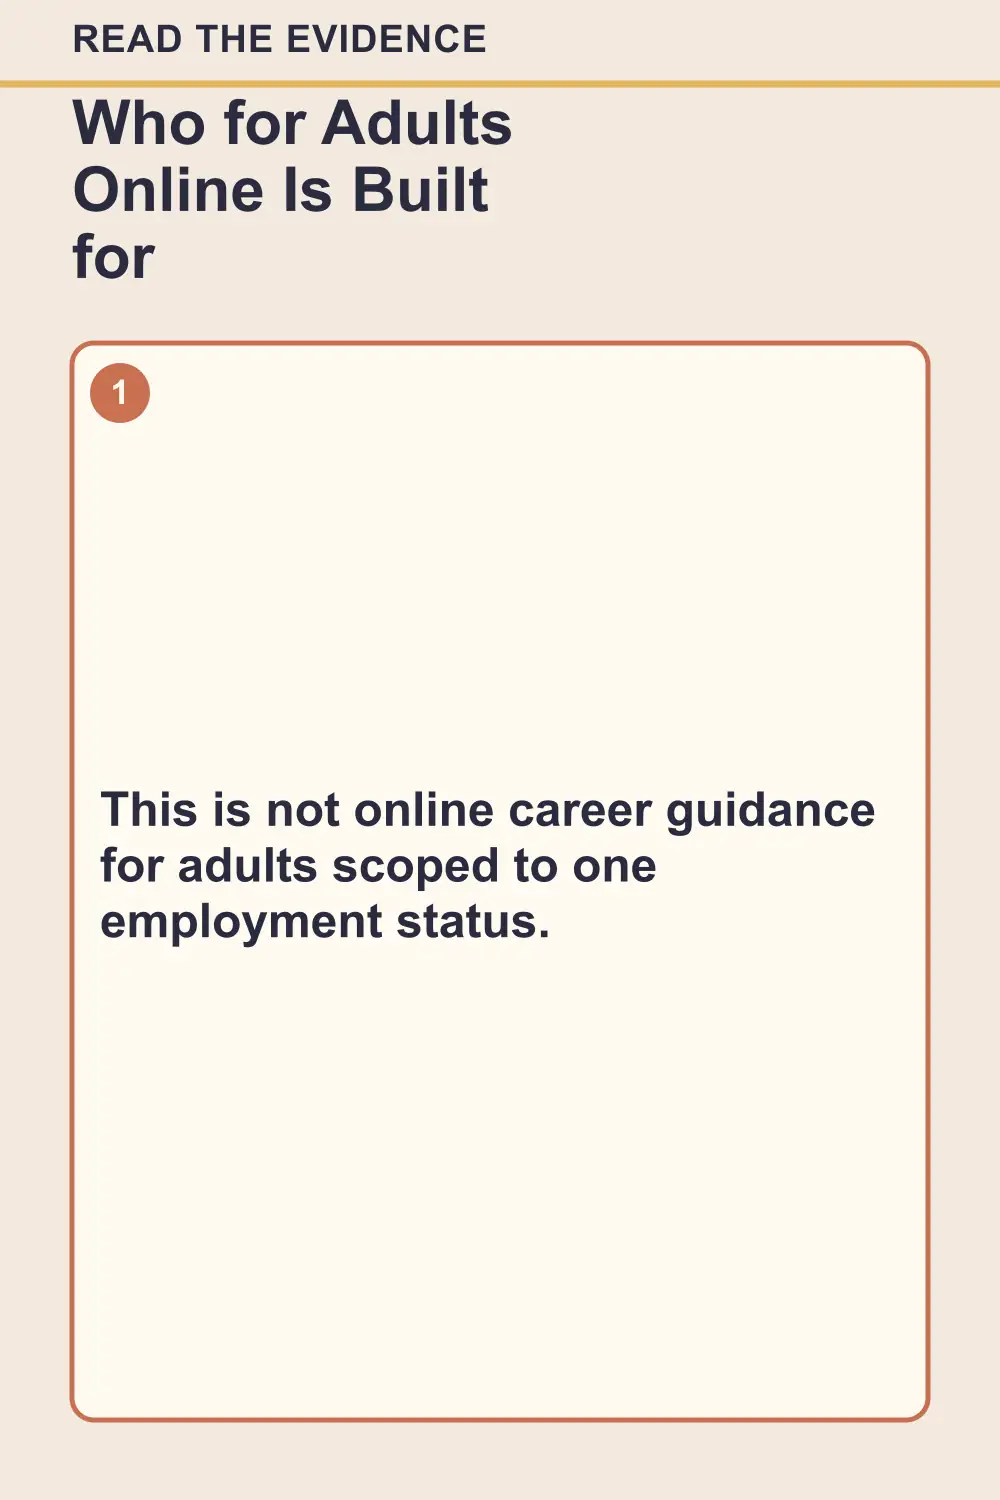 READ THE EVIDENCE
Who for Adults
Online Is Built
for
1
This is not online career guidance
for adults scoped to one
employment status.